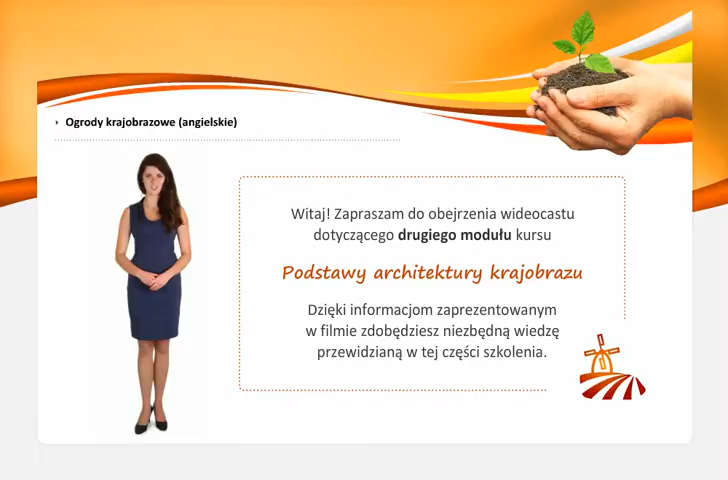 Ogrody krajobrazowe (angielskie)
Witaj! Zapraszam do obejrzenia wideocastu
dotyczącego drugiego modułu kursu
Podstawy architektury krajobrazu
Dzięki informacjom zaprezentowanym
w filmie zdobędziesz niezbędną wiedzę
przewidzianą w tej części szkolenia.